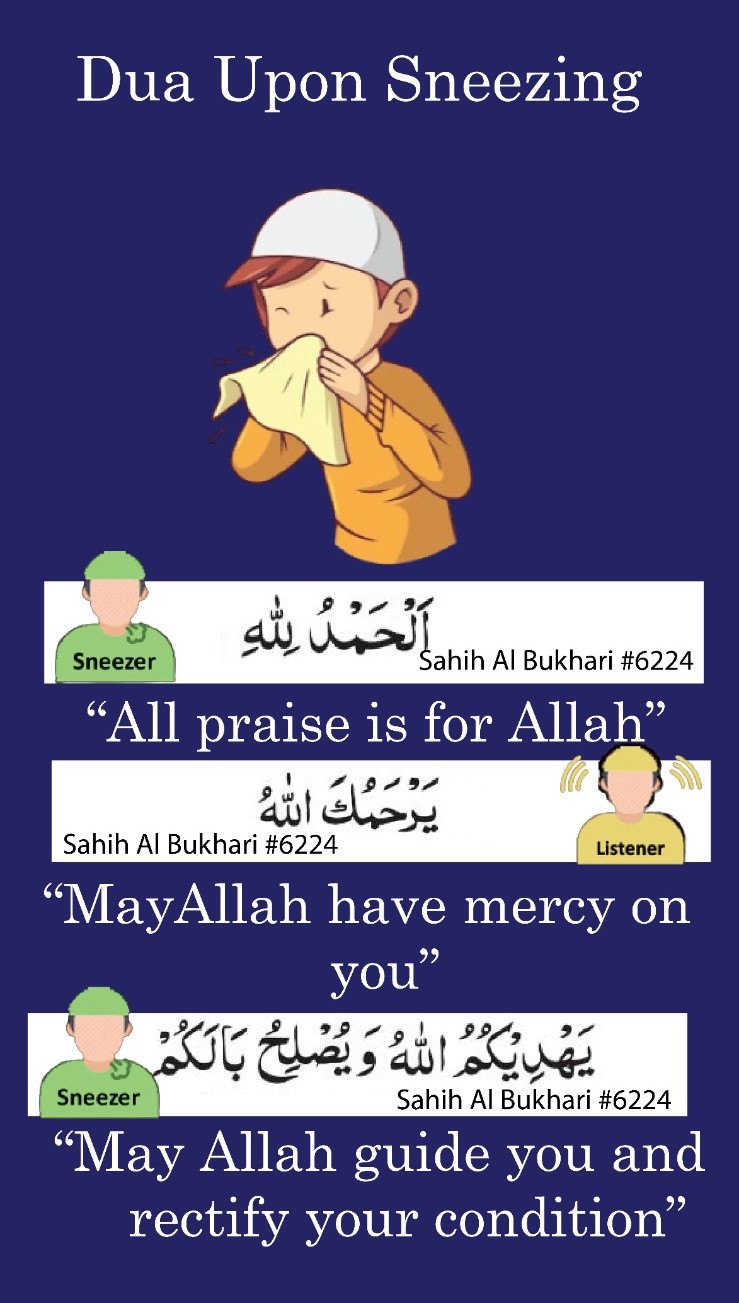 Dua Upon Sneezing
اَلْحَمْدُ لِلّٰهِ
Sneezer
Sahih Al Bukhari #6224
“All praise is for Allah”
يَرْحَمُكَ اللّٰهُ
Sahih Al Bukhari #6224
Listener
“MayAllah have mercy on
you”
يَهْدِيْكُمُ اللّٰهُ وَيُصْلِحُ بَالَكُمْ
Sneezer
Sahih Al Bukhari #6224
“May Allah guide you and
rectify your condition”